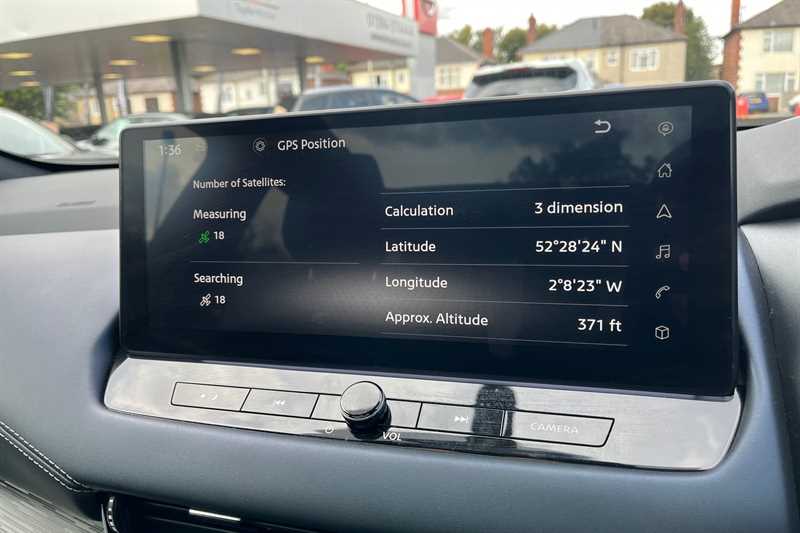 1:36
GPS Position
Number of Satellites:
Measuring
18
Searching
18
Calculation 3 dimension
Latitude 52°28'24" N
Longitude 2°8'23" W
Approx. Altitude 371 ft
VOL
CAMERA